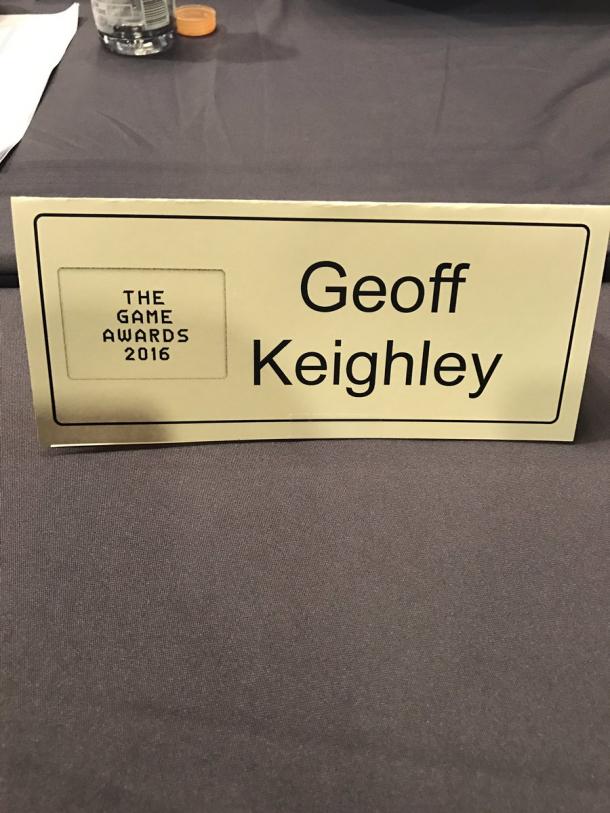 THE
GAME
AWARDS
2016
Geoff
Keighley